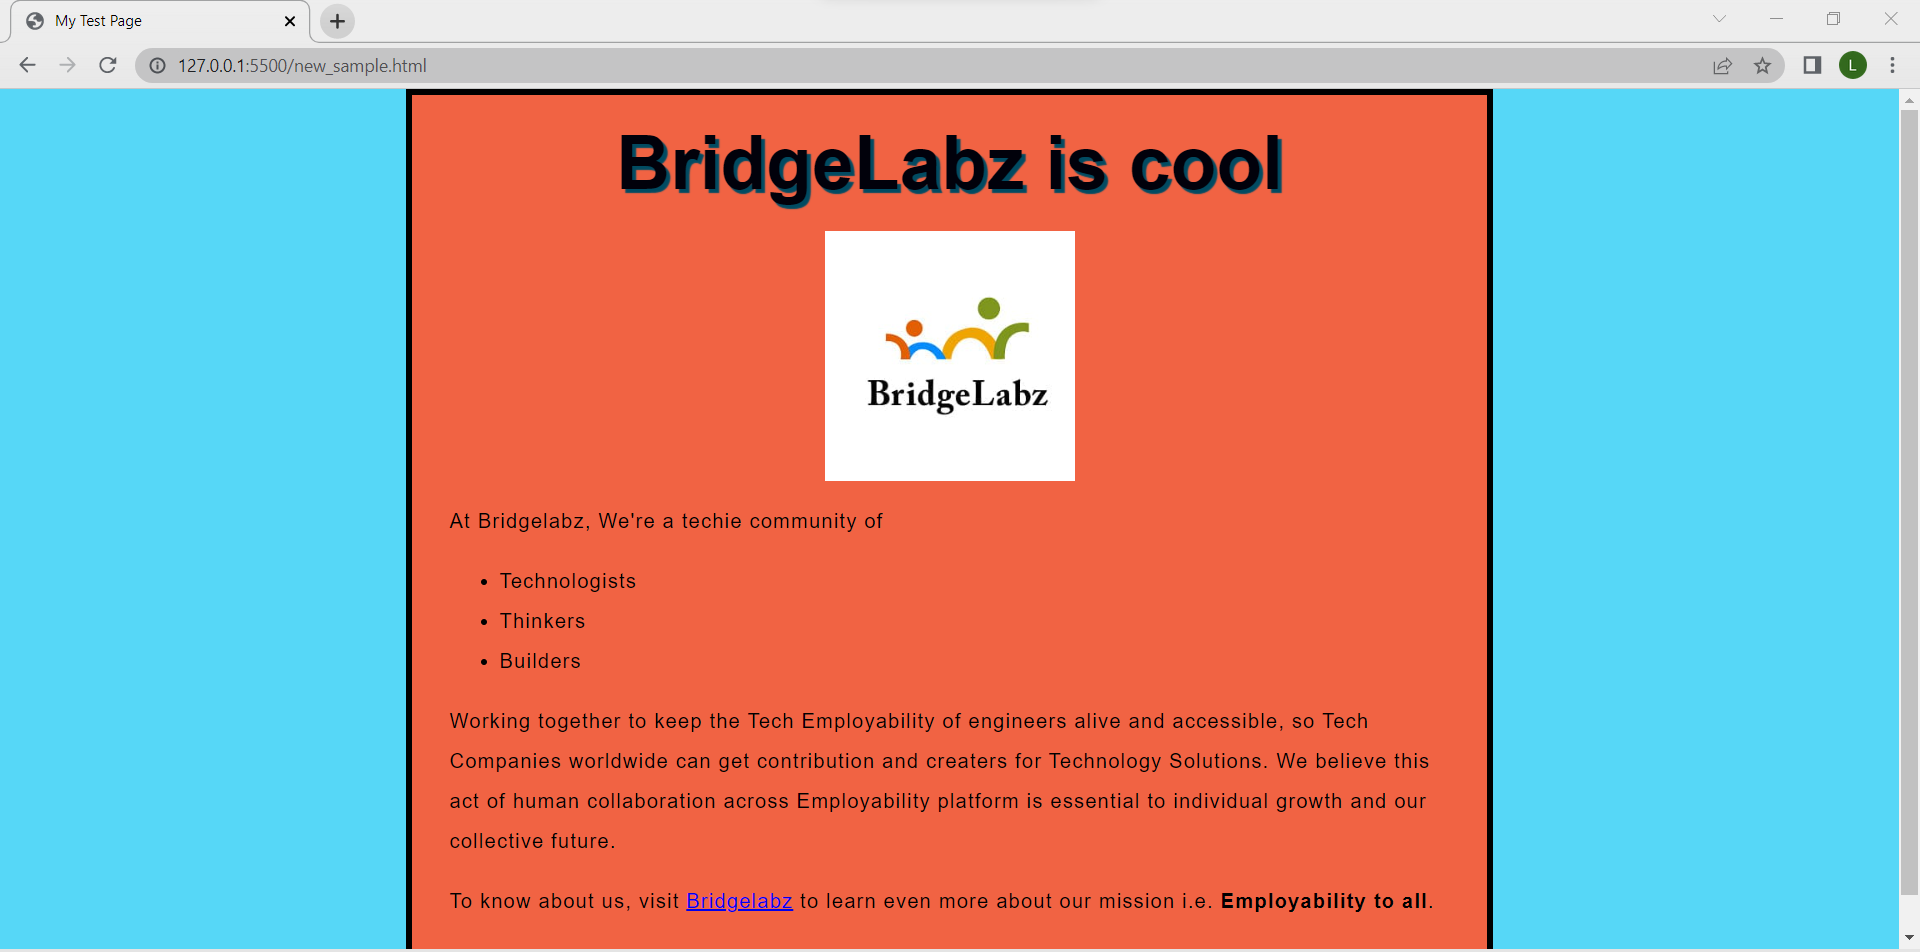 My Test Page
127.0.0.1:5500/new_sample.html
L
BridgeLabz is cool
BridgeLabz
At Bridgelabz, We're a techie community of
• Technologists
• Thinkers
• Builders
Working together to keep the Tech Employability of engineers alive and accessible, so Tech
Companies worldwide can get contribution and creaters for Technology Solutions. We believe this
act of human collaboration across Employability platform is essential to individual growth and our
collective future.
To know about us, visit Bridgelabz to learn even more about our mission i.e. Employability to all.